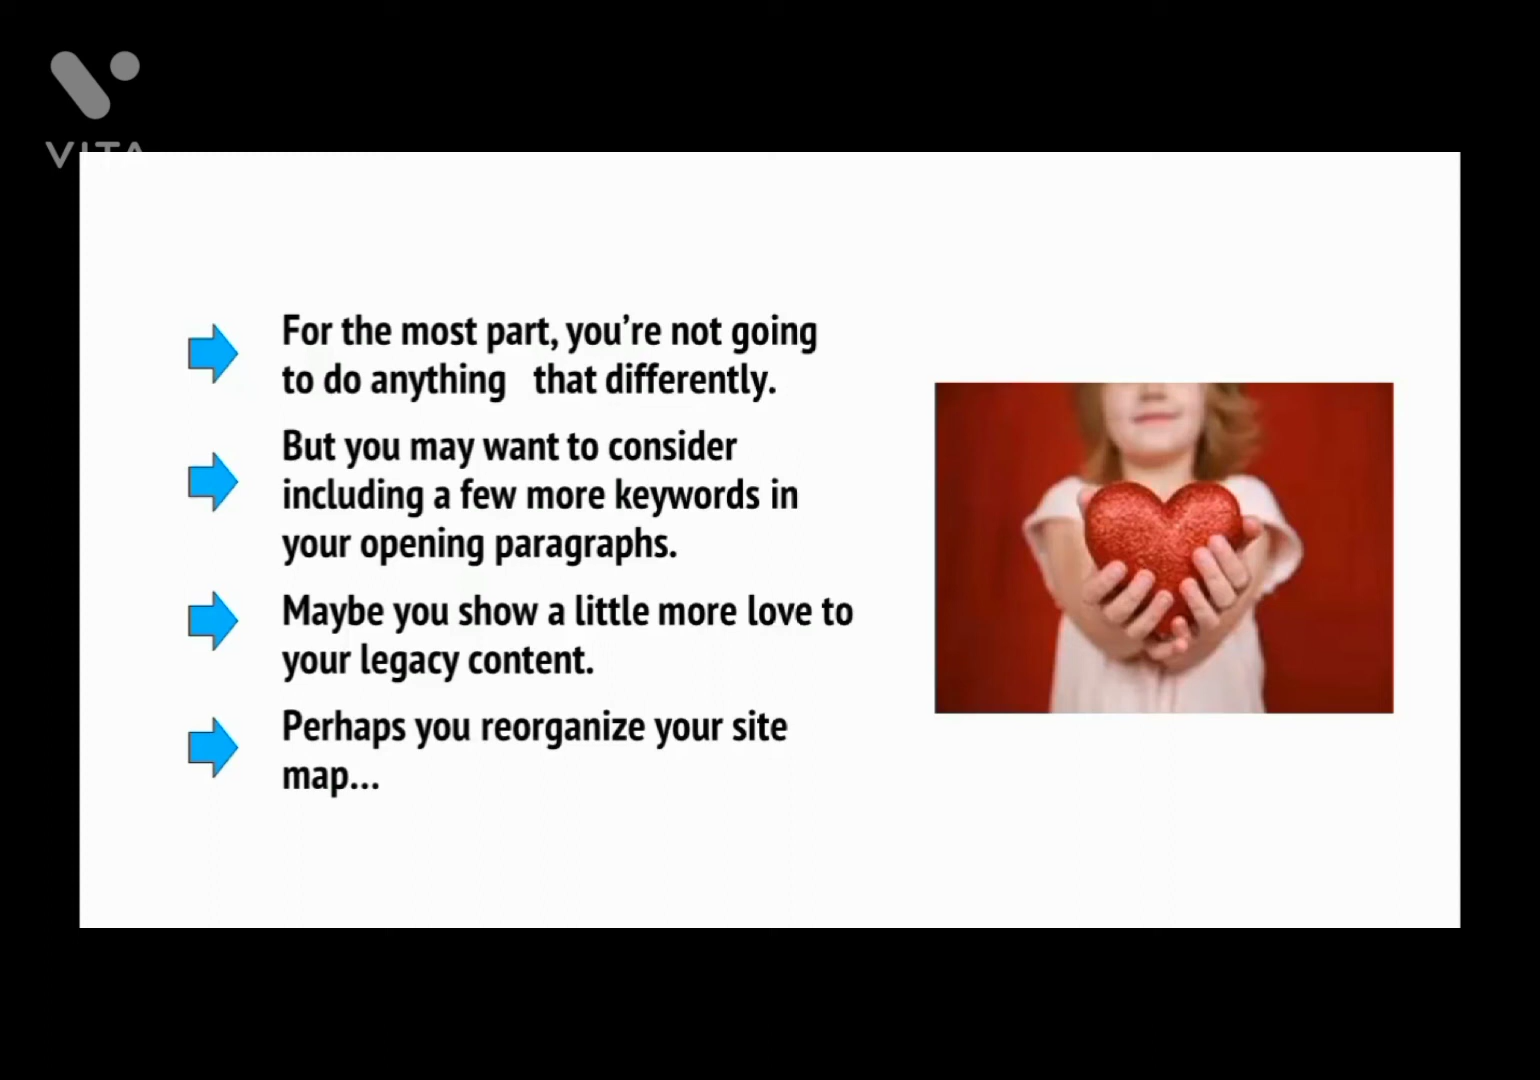 VITA
For the most part, you're not going
to do anything that differently.
But you may want to consider
including a few more keywords in
your opening paragraphs.
Maybe you show a little more love to
your legacy content.
Perhaps you reorganize your site
map...